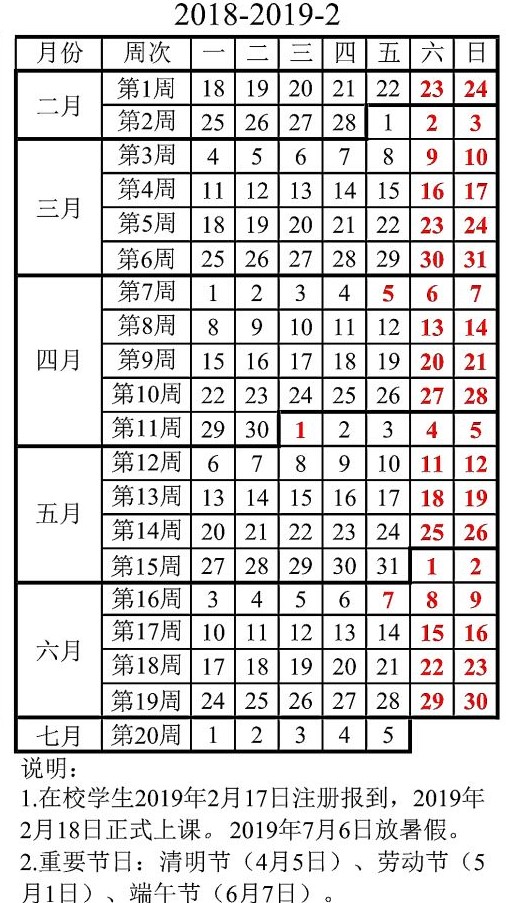 2018-2019-2
月份 周次 一 二 三 四 五 六 日
二月 第1周 18 19 20 21 22 23 24
第2周 25 26 27 28 1 2 3
三月 第3周 4 5 6 7 8 9 10
第4周 11 12 13 14 15 16 17
第5周 18 19 20 21 22 23 24
第6周 25 26 27 28 29 30 31
四月 第7周 1 2 3 4 5 6 7
第8周 8 9 10 11 12 13 14
第9周 15 16 17 18 19 20 21
第10周 22 23 24 25 26 27 28
第11周 29 30 1 2 3 4 5
五月 第12周 6 7 8 9 10 11 12
第13周 13 14 15 16 17 18 19
第14周 20 21 22 23 24 25 26
第15周 27 28 29 30 31 1 2
六月 第16周 3 4 5 6 7 8 9
第17周 10 11 12 13 14 15 16
第18周 17 18 19 20 21 22 23
第19周 24 25 26 27 28 29 30
七月 第20周 1 2 3 4 5
说明：
1.在校学生2019年2月17日注册报到，2019年
2月18日正式上课。2019年7月6日放暑假。
2.重要节日：清明节（4月5日）、劳动节（5
月1日）、端午节（6月7日）。